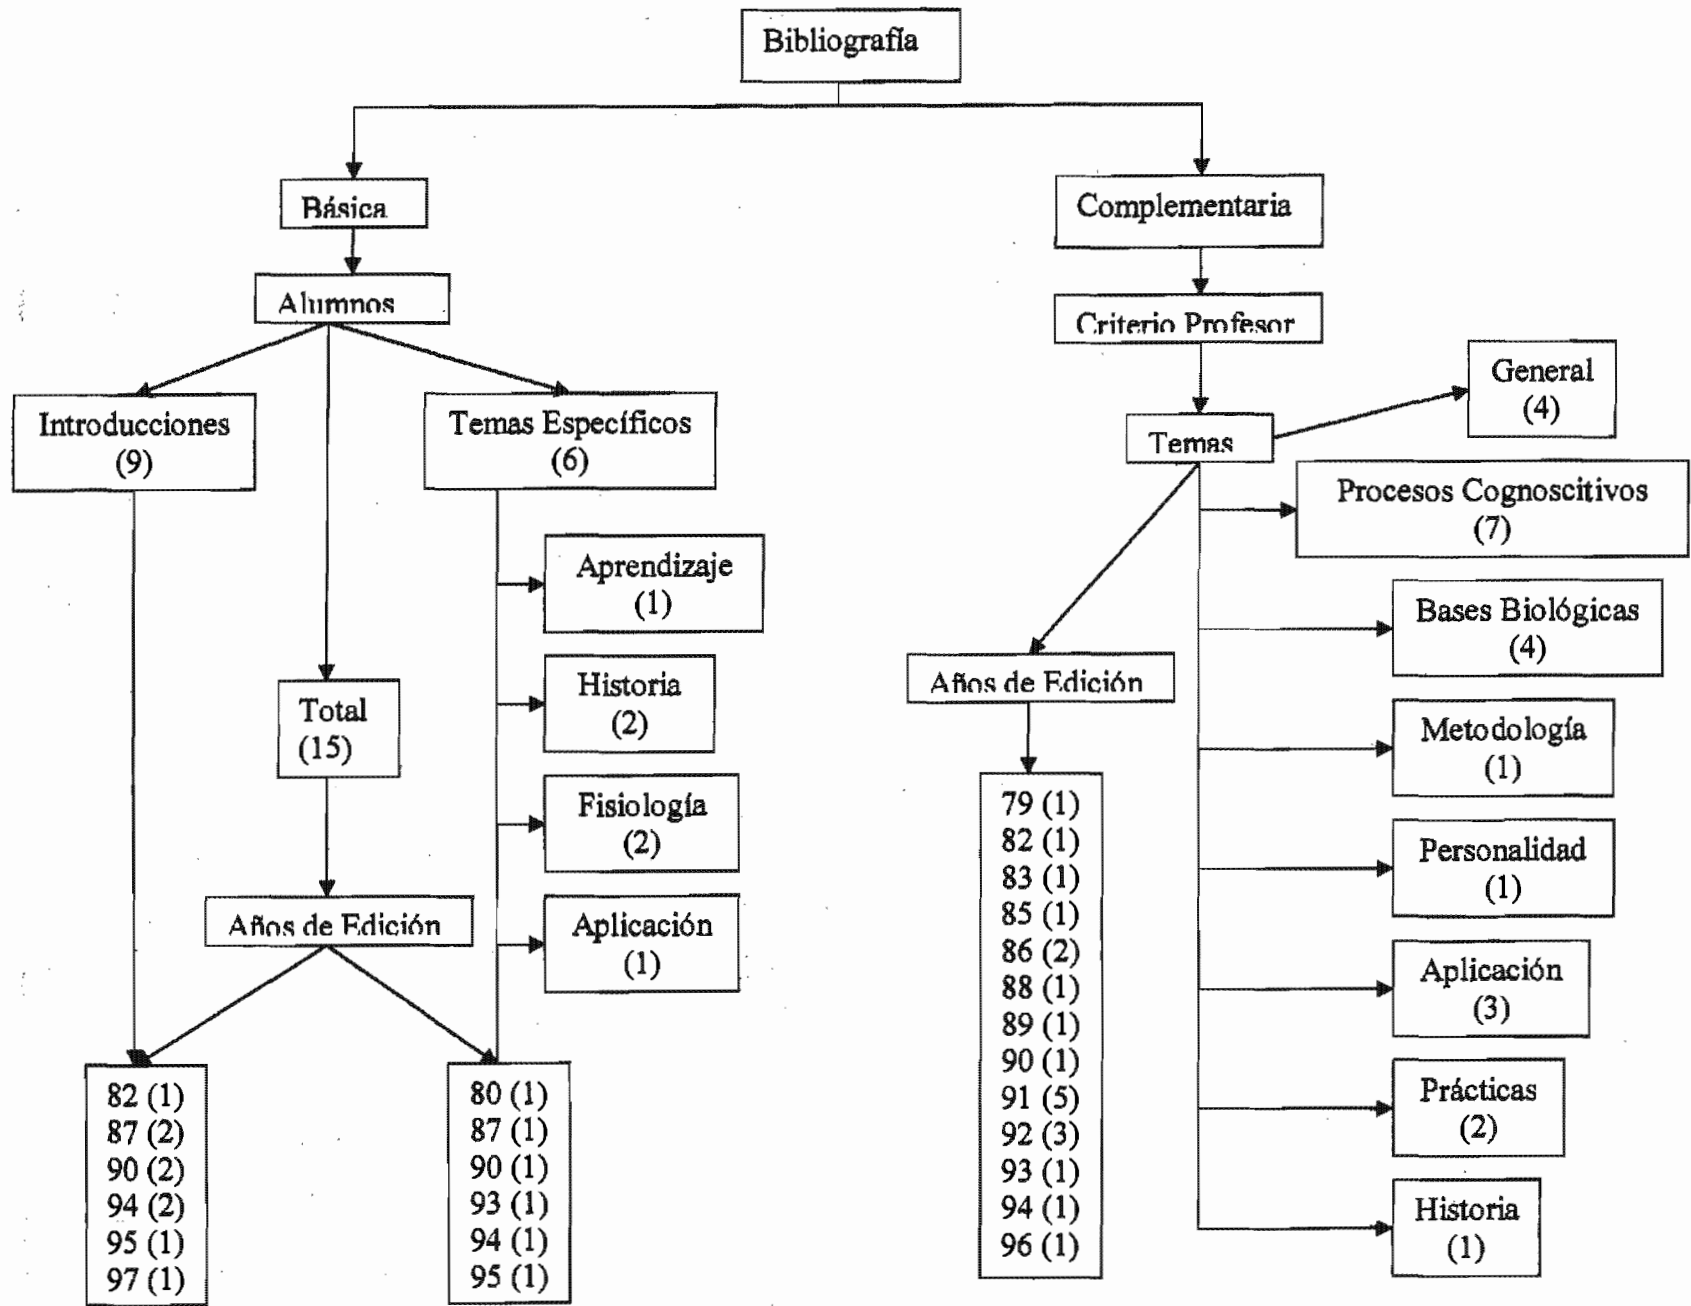 Bibliografía
Básica
Alumnos
Introducciones
(9)
Temas Específicos
(6)
Aprendizaje
(1)
Historia
(2)
Fisiología
(2)
Aplicación
(1)
Total
(15)
Años de Edición
82 (1)
87 (2)
90 (2)
94 (2)
95 (1)
97 (1)
80 (1)
87 (1)
90 (1)
93 (1)
94 (1)
95 (1)
Complementaria
Criterio Profesor
Temas
General
(4)
Procesos Cognoscitivos
(7)
Bases Biológicas
(4)
Metodología
(1)
Personalidad
(1)
Aplicación
(3)
Prácticas
(2)
Historia
(1)
Años de Edición
79 (1)
82 (1)
83 (1)
85 (1)
86 (2)
88 (1)
89 (1)
90 (1)
91 (5)
92 (3)
93 (1)
94 (1)
96 (1)